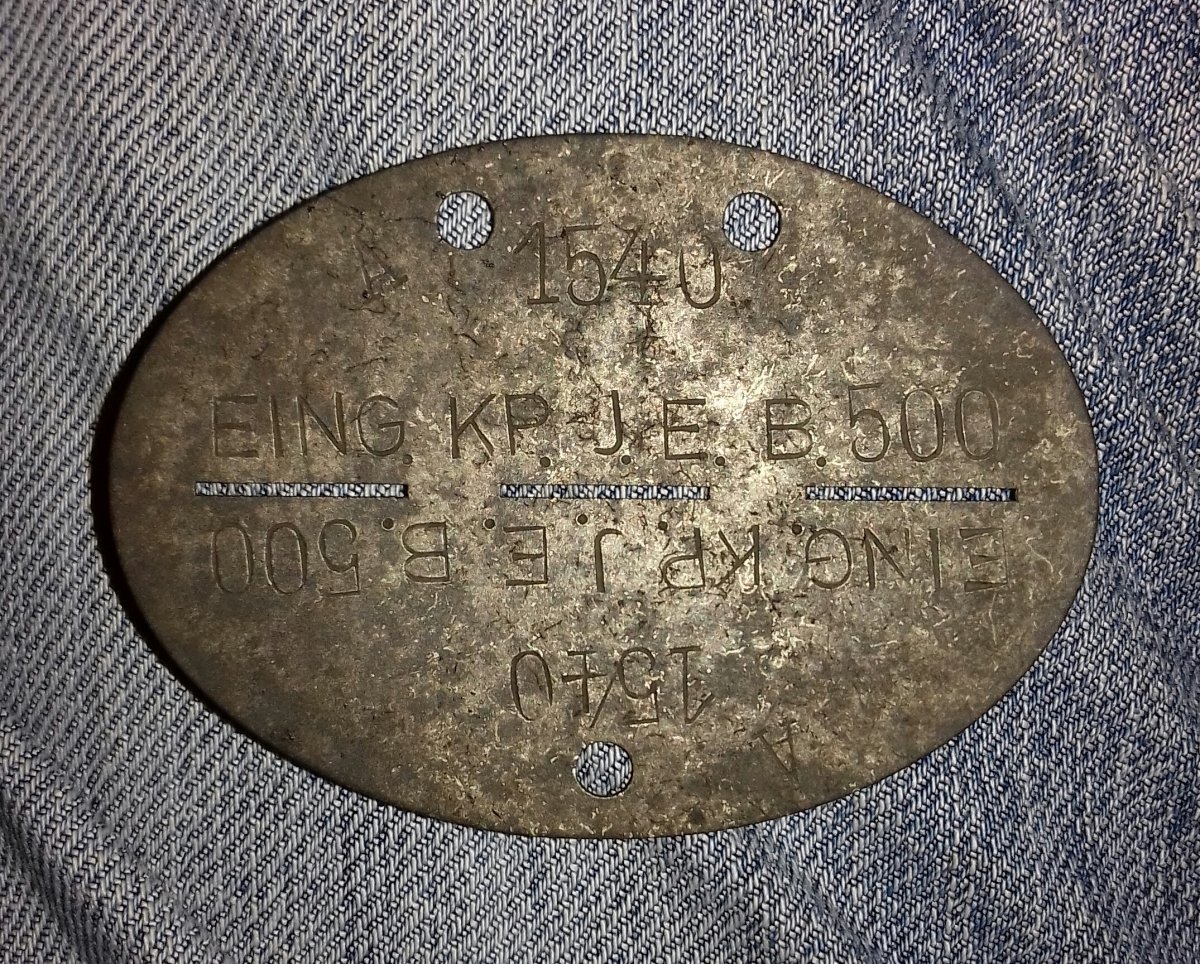 A 1540
EING. KP. J. E. B. 500
EING. KP. J. E. B. 500
1540
A